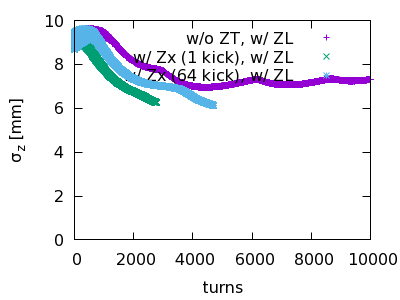 10
8
6
4
2
0
σz [mm]
w/o ZT, w/ ZL
w/ Zx (1 kick), w/ ZL
w/ Zx (64 kick), w/ ZL
0 2000 4000 6000 8000 10000
turns